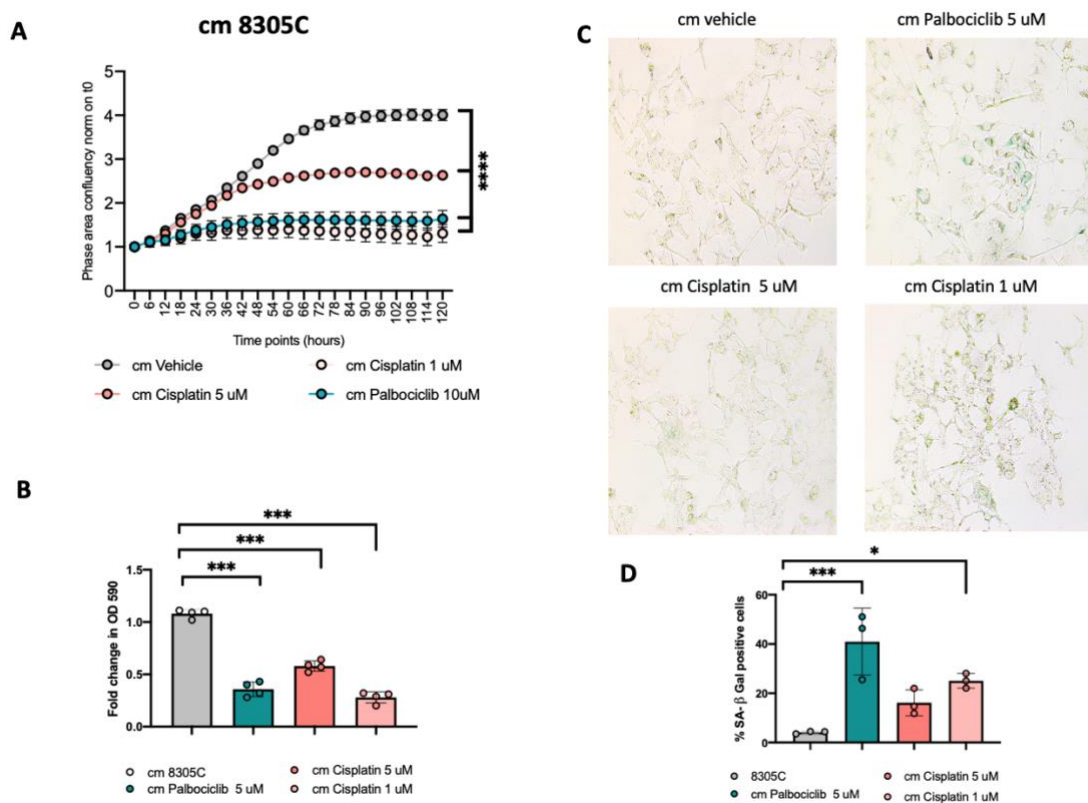 A
cm 8305C
Phase area confluency norm on t0
5
4
3
2
1
0
****
0
6
12
18
24
30
36
42
48
54
60
66
72
78
84
90
96
102
108
114
120
Time points (hours)
cm Vehicle
cm Cisplatin 1 uM
cm Cisplatin 5 uM
cm Palbociclib 10uM
B
***
***
***
Fold change in OD 590
1.5
1.0
0.5
0.0
cm 8305C
cm Cisplatin 5 uM
cm Palbociclib 5 uM
cm Cisplatin 1 uM
C
cm vehicle
cm Palbociclib 5 uM
cm Cisplatin 5 uM
cm Cisplatin 1 uM
D
*
***
% SA- β Gal positive cells
60
40
20
0
8305C
cm Cisplatin 5 uM
cm Palbociclib 5 uM
cm Cisplatin 1 uM